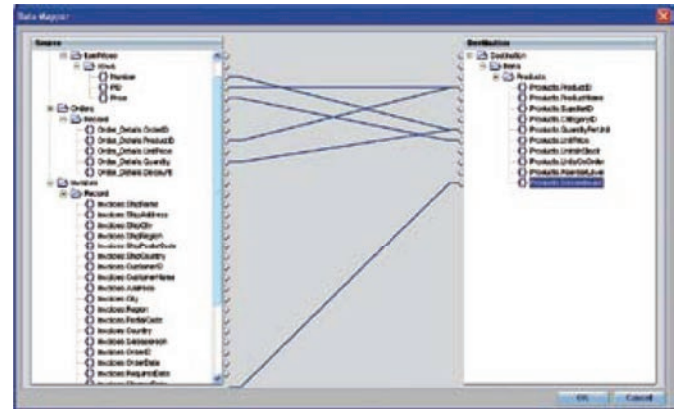 Data Mapper
Source
ItemPrices
Number
PID
Price
Orders
Record
Order_Details.OrderID
Order_Details.ProductID
Order_Details.UnitPrice
Order_Details.Quantity
Order_Details.Discount
Invoices
Record
Invoices.ShipName
Invoices.ShipAddress
Invoices.ShipCity
Invoices.ShipRegion
Invoices.ShipPostalCode
Invoices.ShipCountry
Invoices.CustomerID
Invoices.CustomerName
Invoices.Address
Invoices.City
Invoices.Region
Invoices.PostalCode
Invoices.Country
Invoices.Salesperson
Invoices.OrderID
Invoices.OrderDate
Invoices.RequiredDate
Destination
Destination
Items
Products
Products.ProductID
Products.ProductName
Products.SupplierID
Products.CategoryID
Products.QuantityPerUnit
Products.UnitPrice
Products.UnitsInStock
Products.UnitsOnOrder
Products.ReorderLevel
Products.Discontinued
OK
Cancel